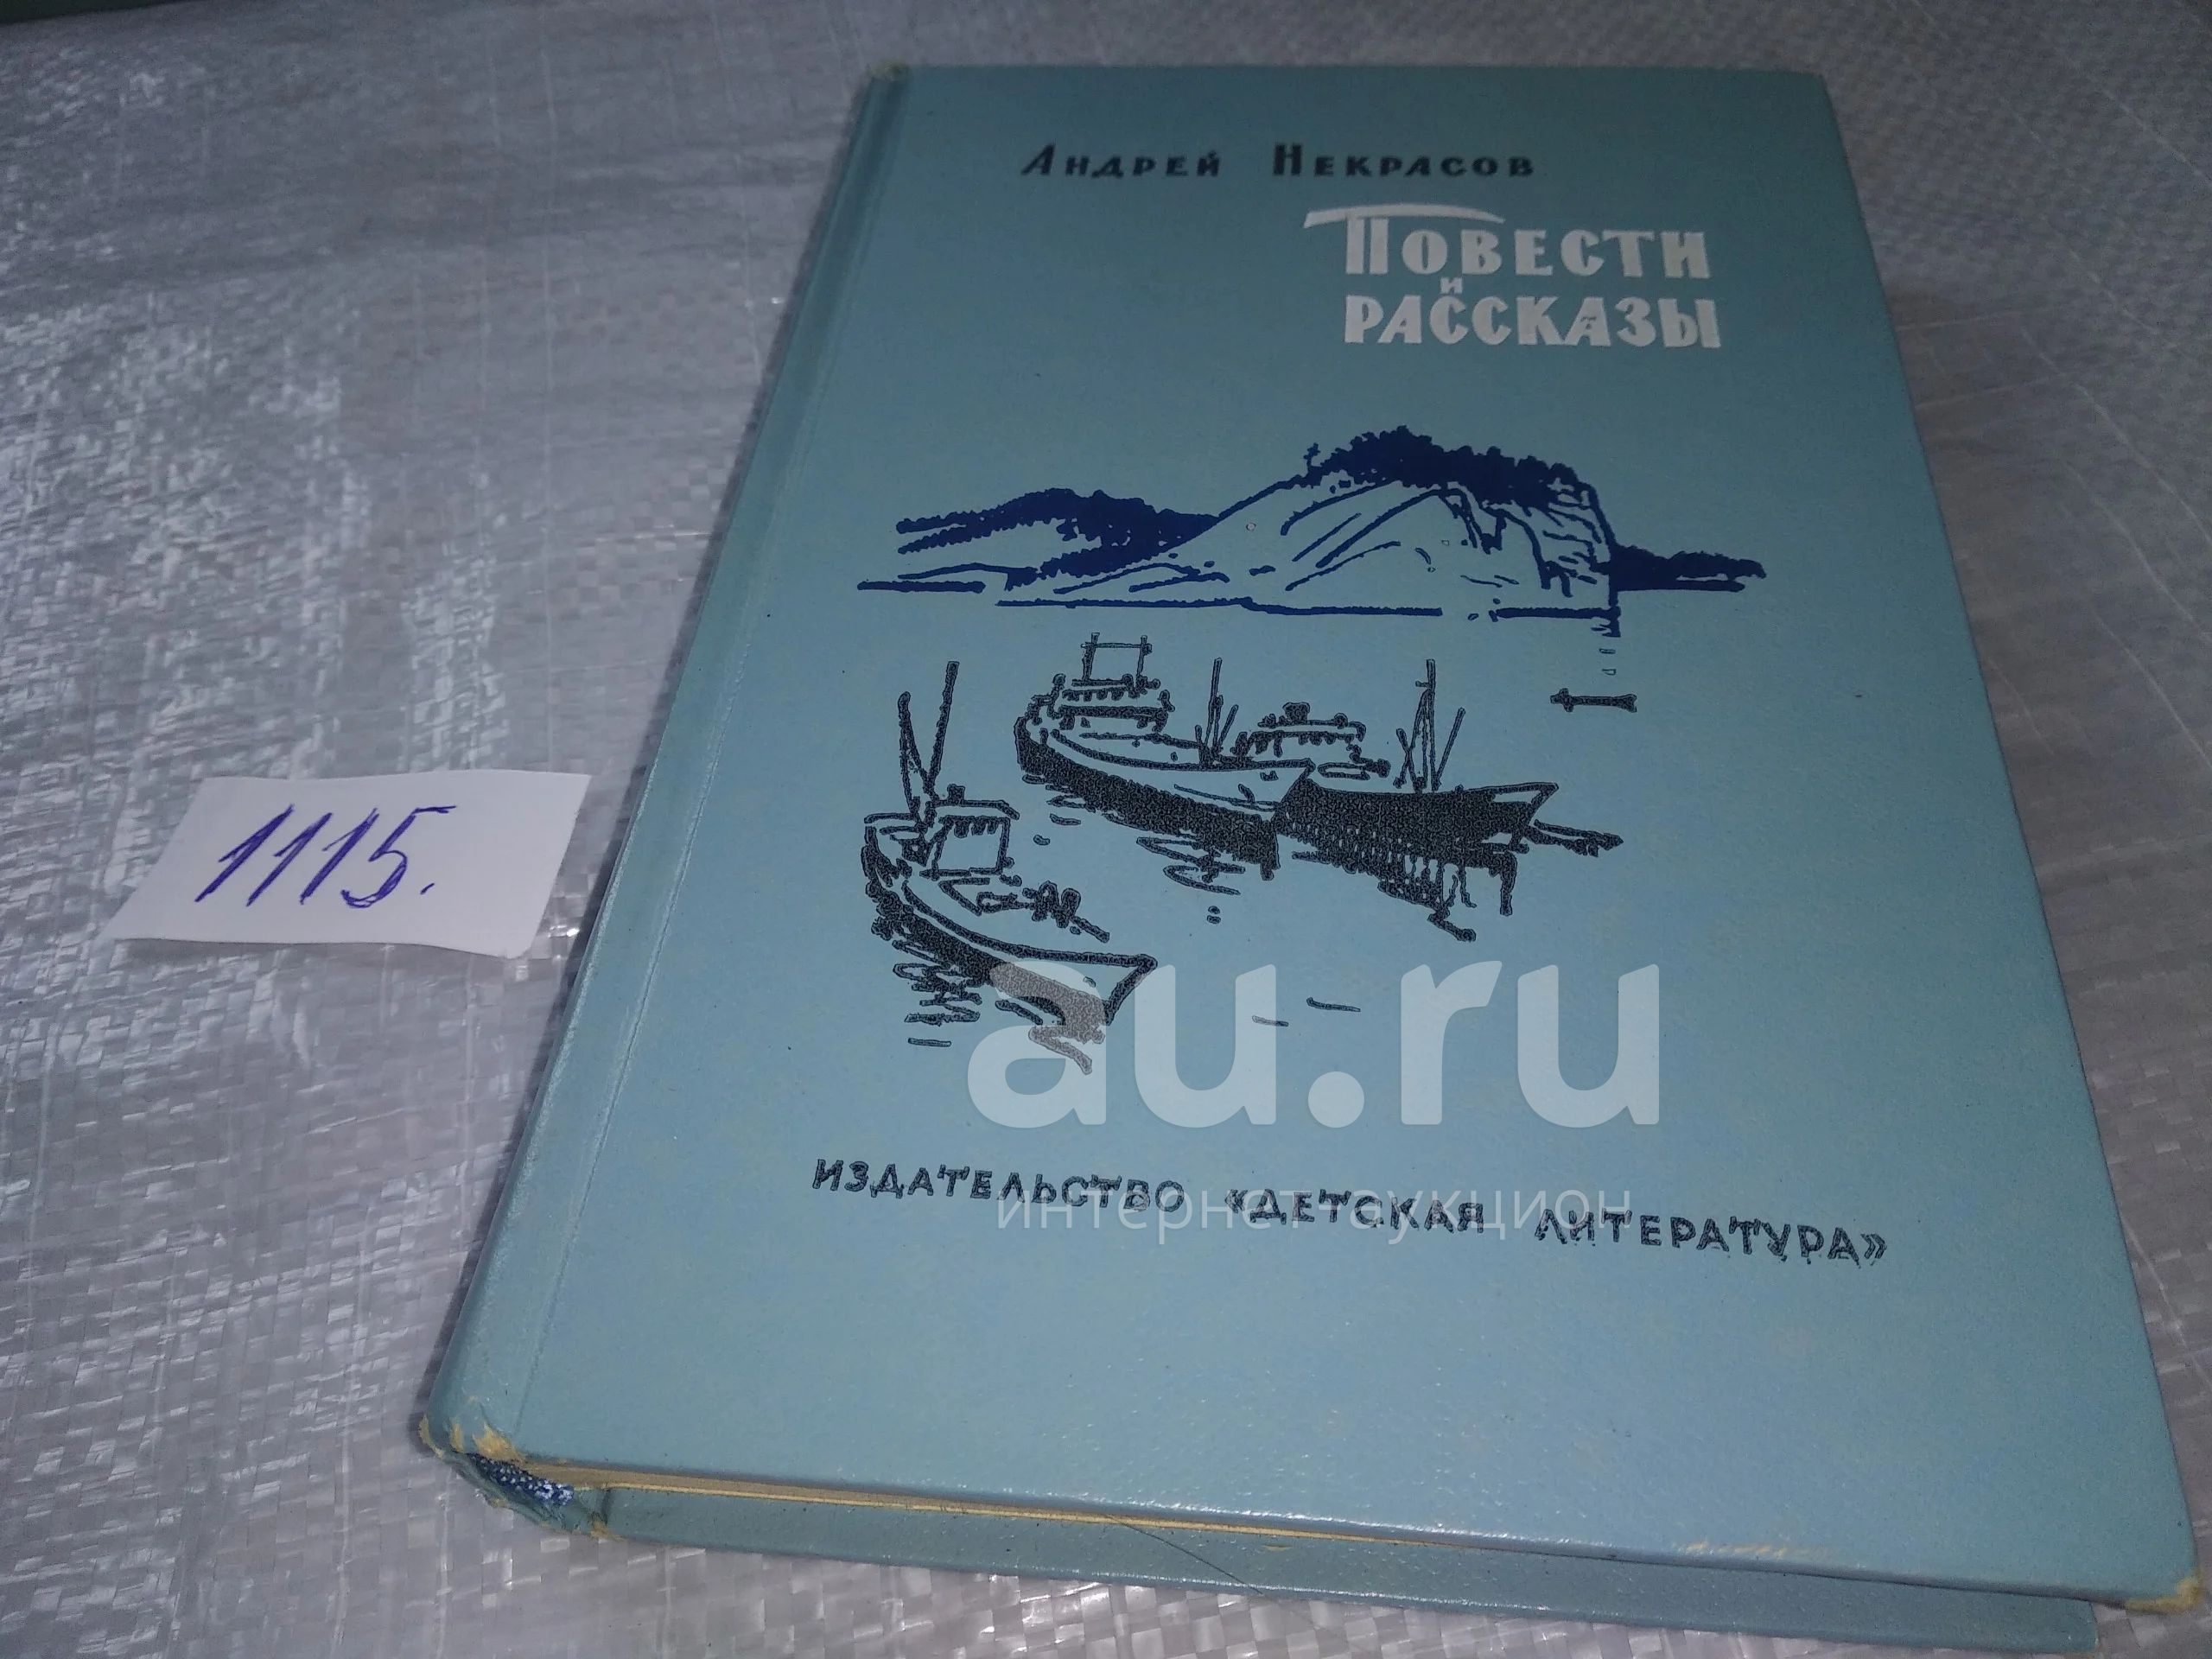 Андрей Некрасов
Повести
и
рассказы
1115.
au.ru
интернет-аукцион
ИЗДАТЕЛЬСТВО «ДЕТСКАЯ ЛИТЕРАТУРА»